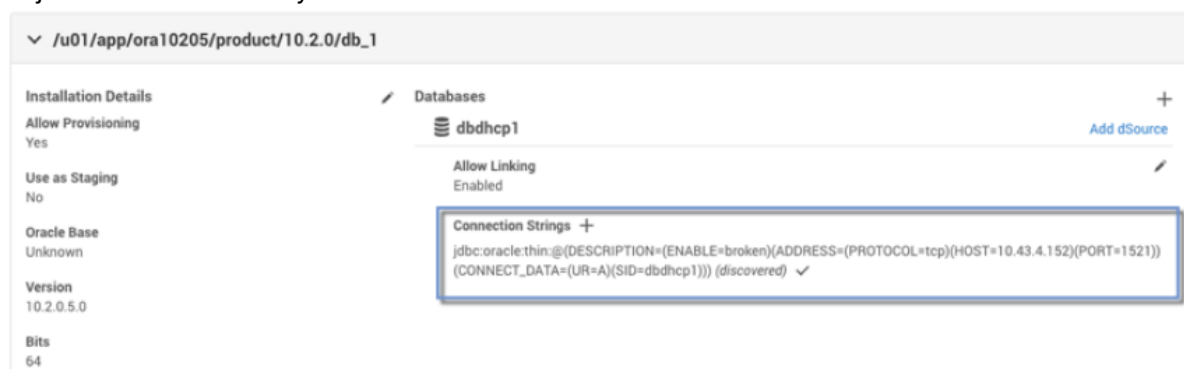 /u01/app/ora10205/product/10.2.0/db_1
Installation Details
Allow Provisioning
Yes
Use as Staging
No
Oracle Base
Unknown
Version
10.2.0.5.0
Bits
64
Databases
dbdhcp1
Add dSource
Allow Linking
Enabled
Connection Strings +
jdbc:oracle:thin:@(DESCRIPTION=(ENABLE=broken)(ADDRESS=(PROTOCOL=tcp)(HOST=10.43.4.152)(PORT=1521))
(CONNECT_DATA=(UR=A)(SID=dbdhcp1))) (discovered) ✓